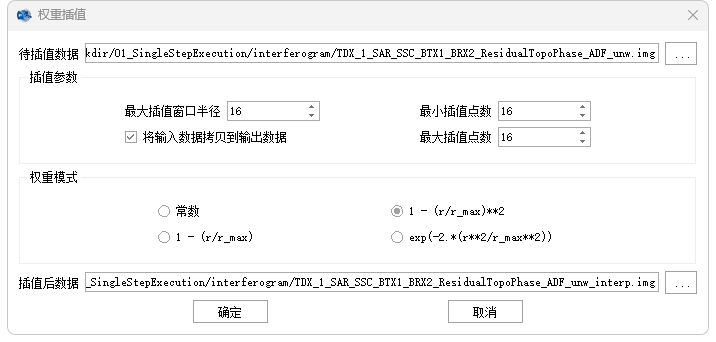 权重插值
待插值数据 kdir/01_SingleStepExecution/interferogram/TDX_1_SAR_SSC_BTX1_BRX2_ResidualTopoPhase_ADF_unw.img ...
插值参数
最大插值窗口半径 16 最小插值点数 16
将输入数据拷贝到输出数据 最大插值点数 16
权重模式
常数 1 - (r/r_max)**2
1 - (r/r_max) exp(-2.*(r**2/r_max**2))
插值后数据 _SingleStepExecution/interferogram/TDX_1_SAR_SSC_BTX1_BRX2_ResidualTopoPhase_ADF_unw_interp.img ...
确定 取消